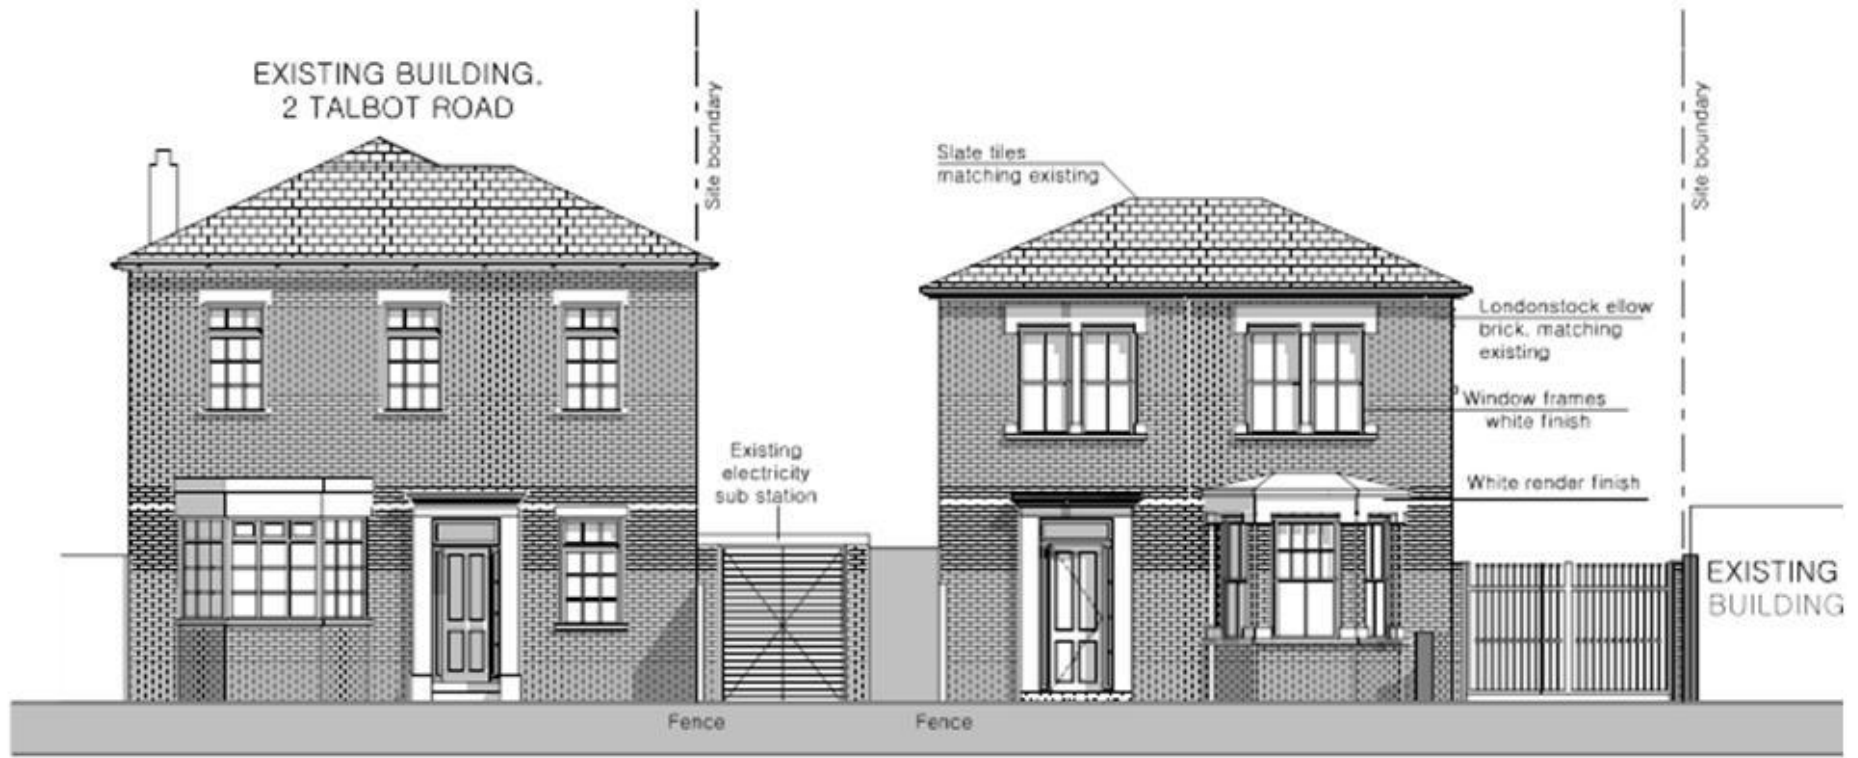 EXISTING BUILDING.
2 TALBOT ROAD
Site boundary
Slate tiles
matching existing
Site boundary
Londonstock ellow
brick. matching
existing
Window frames
white finish
Existing
electricity
sub station
White render finish
EXISTING
BUILDING
Fence
Fence